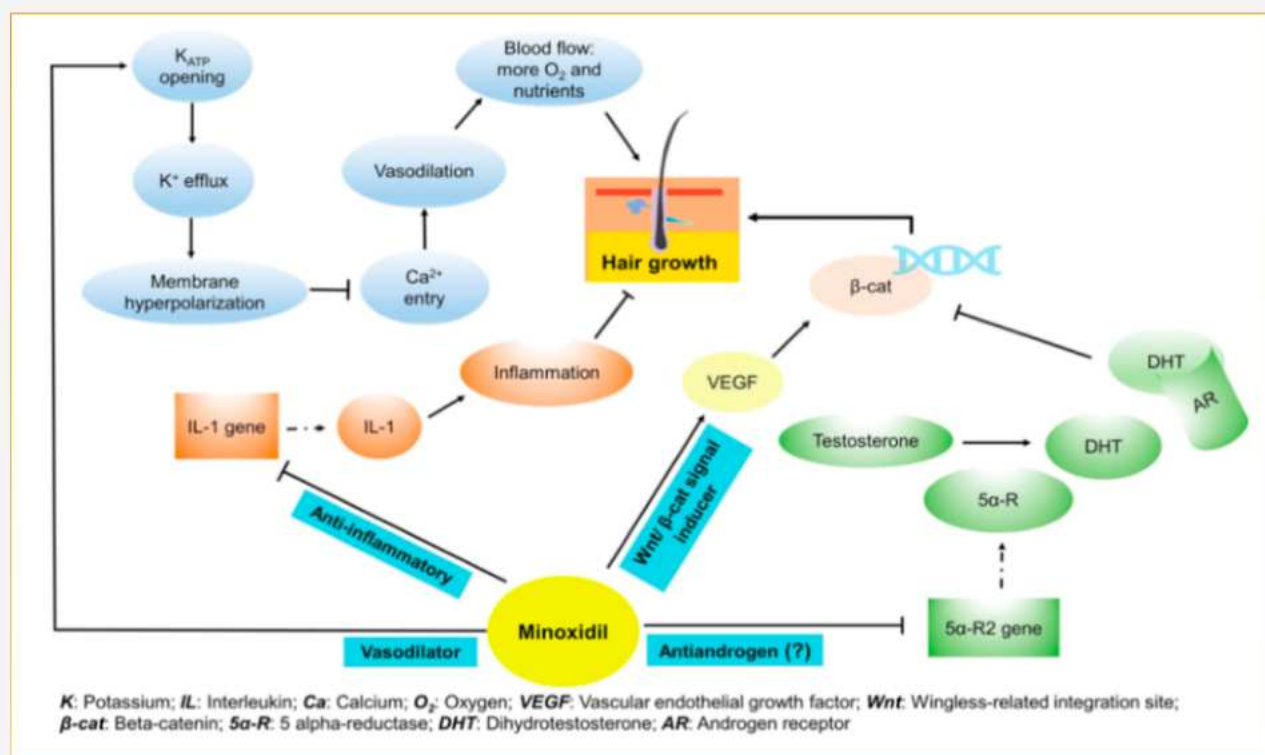 K_ATP
opening
K⁺ efflux
Membrane
hyperpolarization
Ca²⁺
entry
Vasodilation
Blood flow:
more O₂ and
nutrients
Hair growth
β-cat
VEGF
Inflammation
IL-1 gene
IL-1
DHT
AR
Testosterone
DHT
5α-R
5α-R2 gene
Anti-inflammatory
Wnt/ β-cat signal
inducer
Minoxidil
Vasodilator
Antiandrogen (?)
K: Potassium; IL: Interleukin; Ca: Calcium; O₂: Oxygen; VEGF: Vascular endothelial growth factor; Wnt: Wingless-related integration site;
β-cat: Beta-catenin; 5α-R: 5 alpha-reductase; DHT: Dihydrotestosterone; AR: Androgen receptor